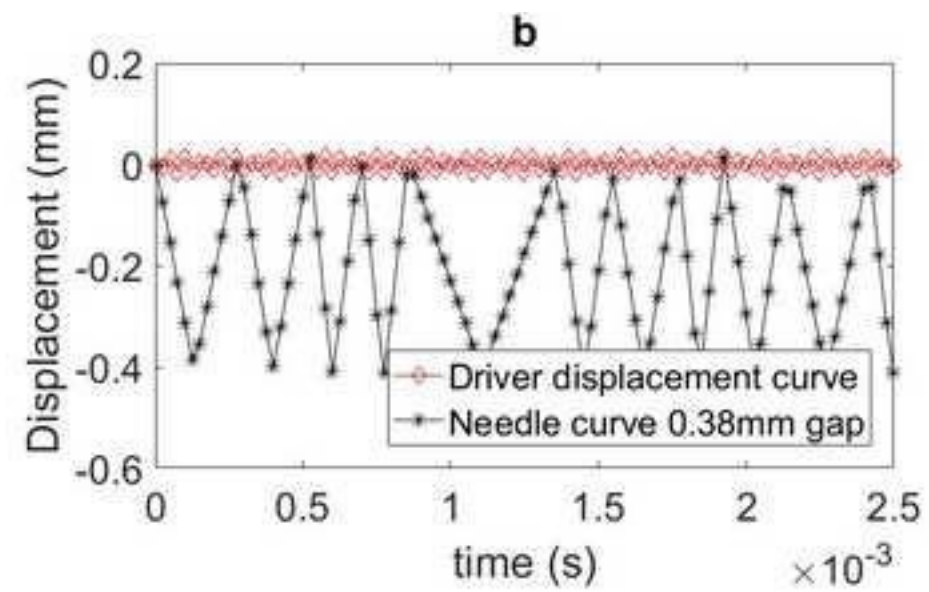 b
Displacement (mm)
0.2
0
-0.2
-0.4
-0.6
Driver displacement curve
Needle curve 0.38mm gap
0 0.5 1 1.5 2 2.5
time (s)
×10-3